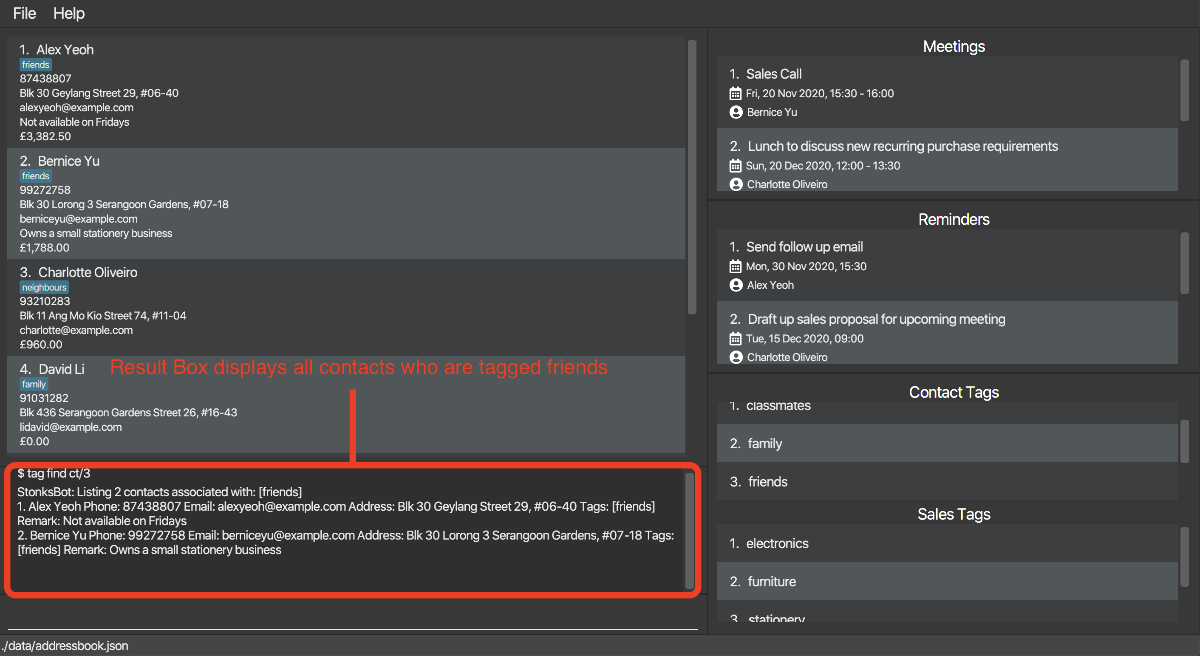 File Help
1. Alex Yeoh
friends
87438807
Blk 30 Geylang Street 29, #06-40
alexyeoh@example.com
Not available on Fridays
£3,382.50
2. Bernice Yu
friends
99272758
Blk 30 Lorong 3 Serangoon Gardens, #07-18
berniceyu@example.com
Owns a small stationery business
£1,788.00
3. Charlotte Oliveiro
neighbours
93210283
Blk 11 Ang Mo Kio Street 74, #11-04
charlotte@example.com
£960.00
4. David Li
family
91031282
Blk 436 Serangoon Gardens Street 26, #16-43
lidavid@example.com
£0.00
Result Box displays all contacts who are tagged friends
$ tag find ct/3
StonksBot: Listing 2 contacts associated with: [friends]
1. Alex Yeoh Phone: 87438807 Email: alexyeoh@example.com Address: Blk 30 Geylang Street 29, #06-40 Tags: [friends]
Remark: Not available on Fridays
2. Bernice Yu Phone: 99272758 Email: berniceyu@example.com Address: Blk 30 Lorong 3 Serangoon Gardens, #07-18 Tags:
[friends] Remark: Owns a small stationery business
Meetings
1. Sales Call
Fri, 20 Nov 2020, 15:30 - 16:00
Bernice Yu
2. Lunch to discuss new recurring purchase requirements
Sun, 20 Dec 2020, 12:00 - 13:30
Charlotte Oliveiro
Reminders
1. Send follow up email
Mon, 30 Nov 2020, 15:30
Alex Yeoh
2. Draft up sales proposal for upcoming meeting
Tue, 15 Dec 2020, 09:00
Charlotte Oliveiro
Contact Tags
1. classmates
2. family
3. friends
Sales Tags
1. electronics
2. furniture
3. stationery
./data/addressbook.json